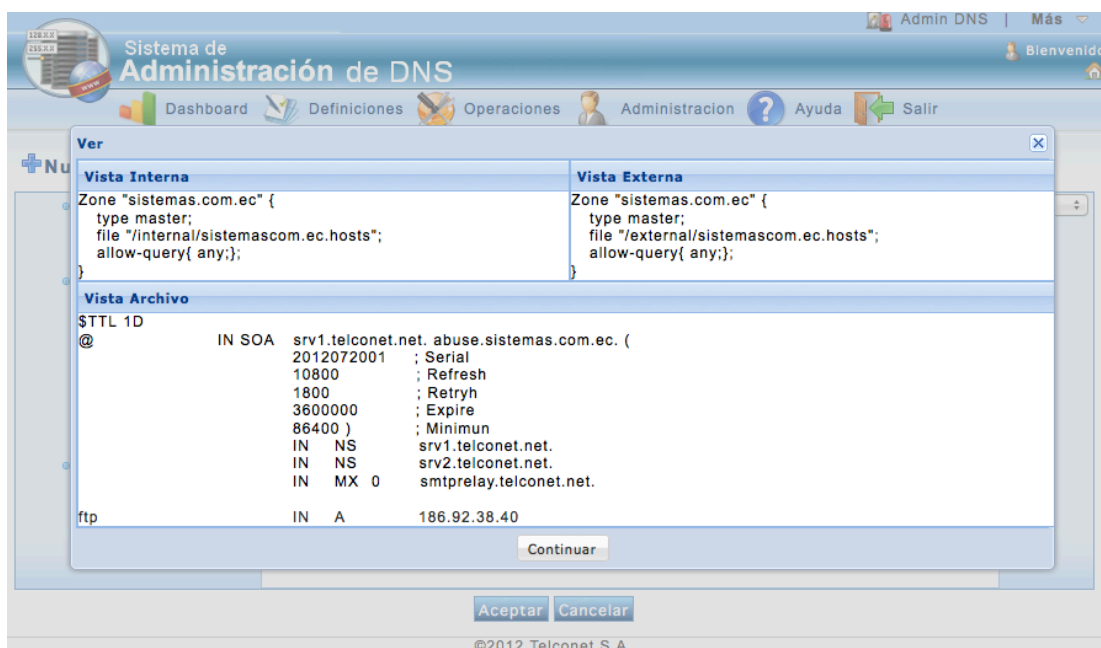 Admin DNS | Más
128.X.X
255.X.X
www
Sistema de
Administración de DNS
Bienvenido
Dashboard Definiciones Operaciones ? Administracion Ayuda Salir
Nu
Ver
Vista Interna
Zone "sistemas.com.ec" {
type master;
file "/internal/sistemascom.ec.hosts";
allow-query{ any;};
}
Vista Externa
Zone "sistemas.com.ec" {
type master;
file "/external/sistemascom.ec.hosts";
allow-query{ any;};
}
Vista Archivo
$TTL 1D
@ IN SOA srv1.telconet.net. abuse.sistemas.com.ec. (
2012072001 ; Serial
10800 ; Refresh
1800 ; Retryh
3600000 ; Expire
86400 ) ; Minimun
IN NS srv1.telconet.net.
IN NS srv2.telconet.net.
IN MX 0 smtprelay.telconet.net.
ftp IN A 186.92.38.40
Continuar
Aceptar Cancelar
©2012 Telconet S.A